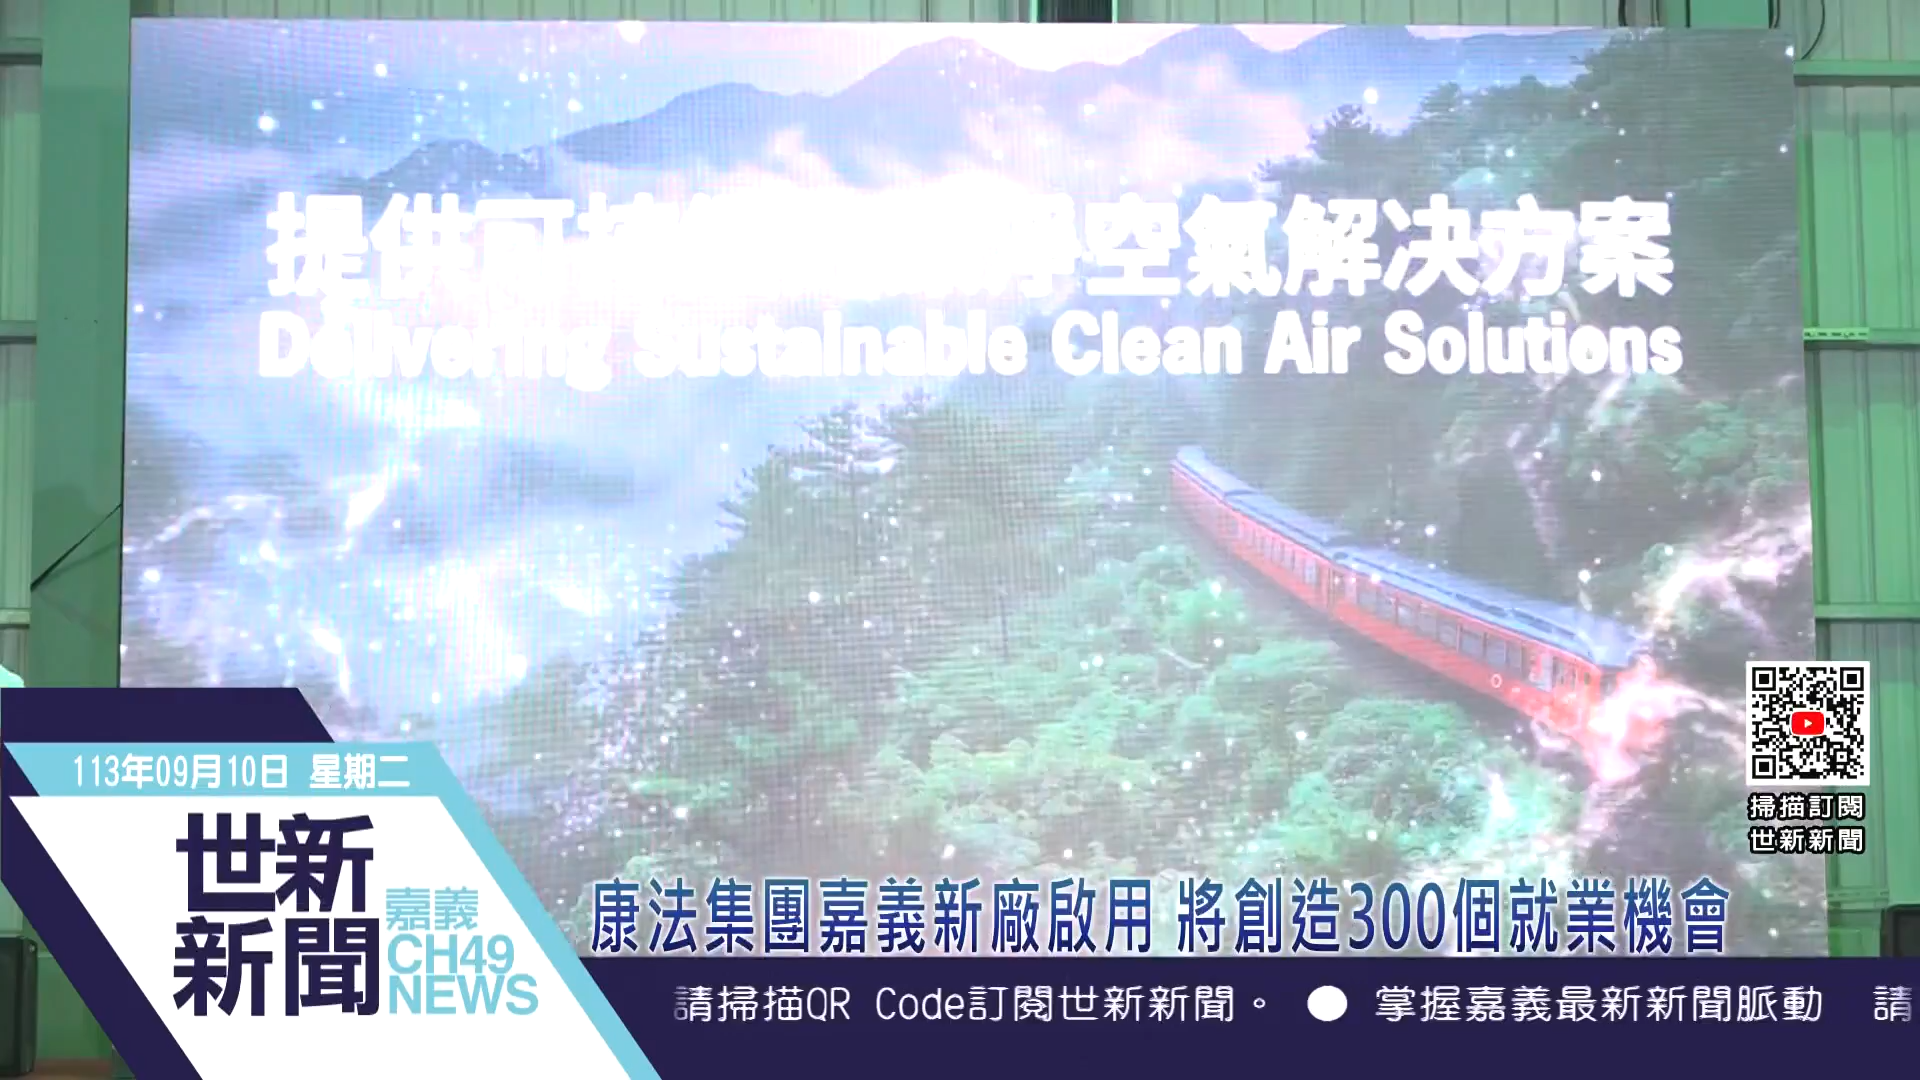 提供可 淨空氣解决方案
Delivering Sustainable Clean Air Solutions
掃描訂閱
世新新聞
113年09月10日 星期二
世新
新聞
嘉義
CH49
NEWS
康法集團嘉義新廠啟用 將創造300個就業機會
請掃描QR Code訂閱世新新聞。 ● 掌握嘉義最新新聞脈動 請